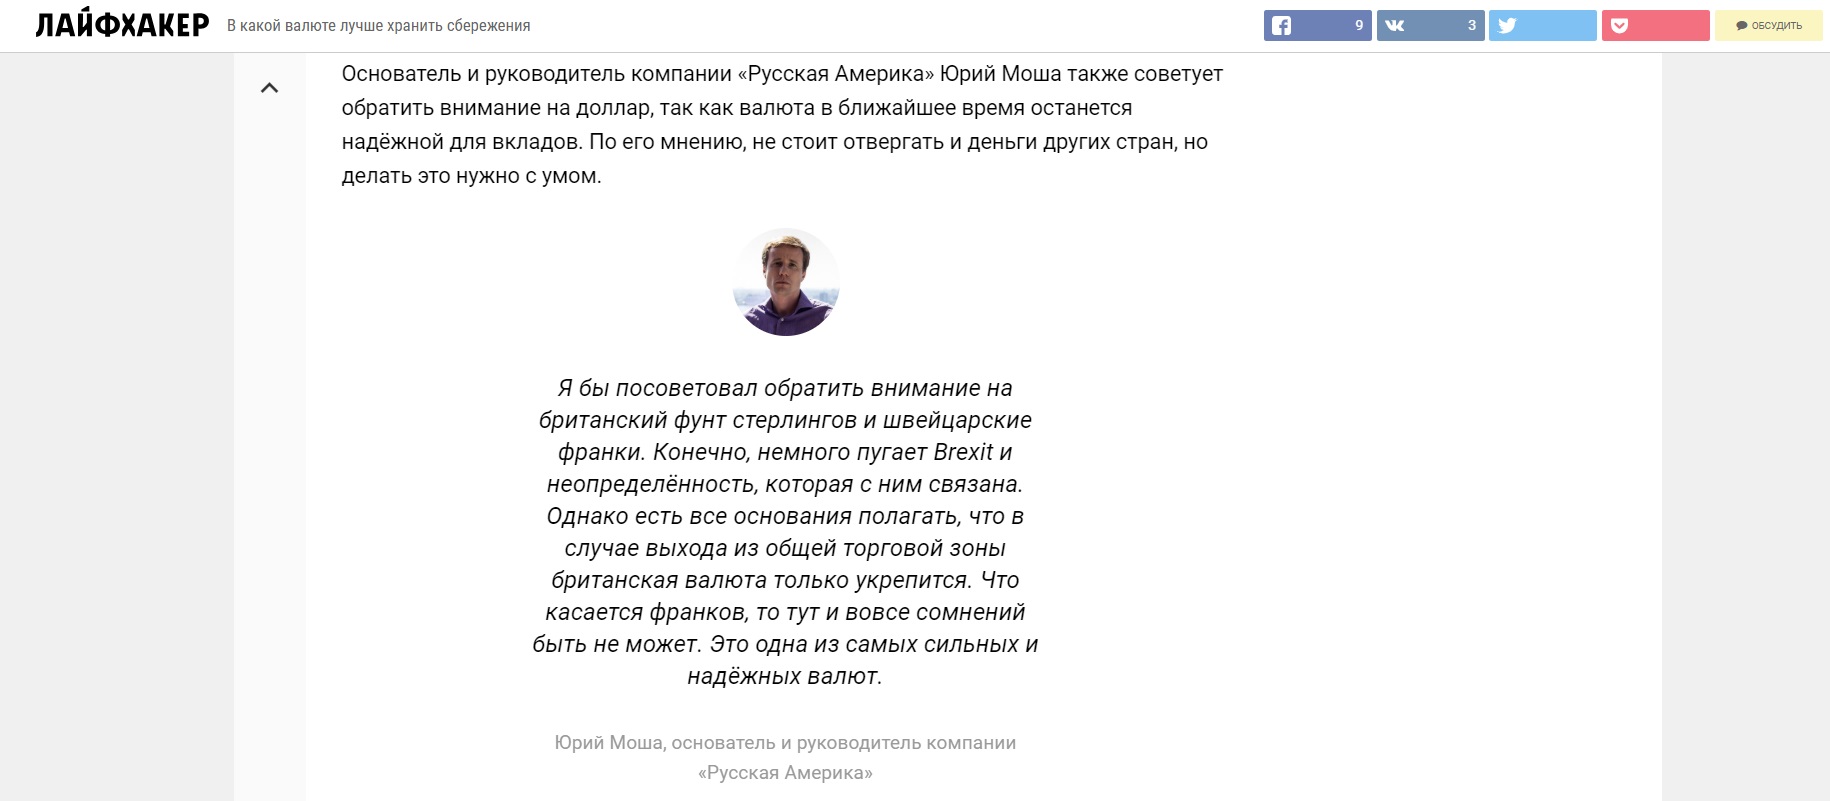 ЛАЙФХАКЕР В какой валюте лучше хранить сбережения 9 3 ОБСУДИТЬ
Основатель и руководитель компании «Русская Америка» Юрий Моша также советует
обратить внимание на доллар, так как валюта в ближайшее время останется
надёжной для вкладов. По его мнению, не стоит отвергать и деньги других стран, но
делать это нужно с умом.
Я бы посоветовал обратить внимание на
британский фунт стерлингов и швейцарские
франки. Конечно, немного пугает Brexit и
неопределённость, которая с ним связана.
Однако есть все основания полагать, что в
случае выхода из общей торговой зоны
британская валюта только укрепится. Что
касается франков, то тут и вовсе сомнений
быть не может. Это одна из самых сильных и
надёжных валют.
Юрий Моша, основатель и руководитель компании
«Русская Америка»